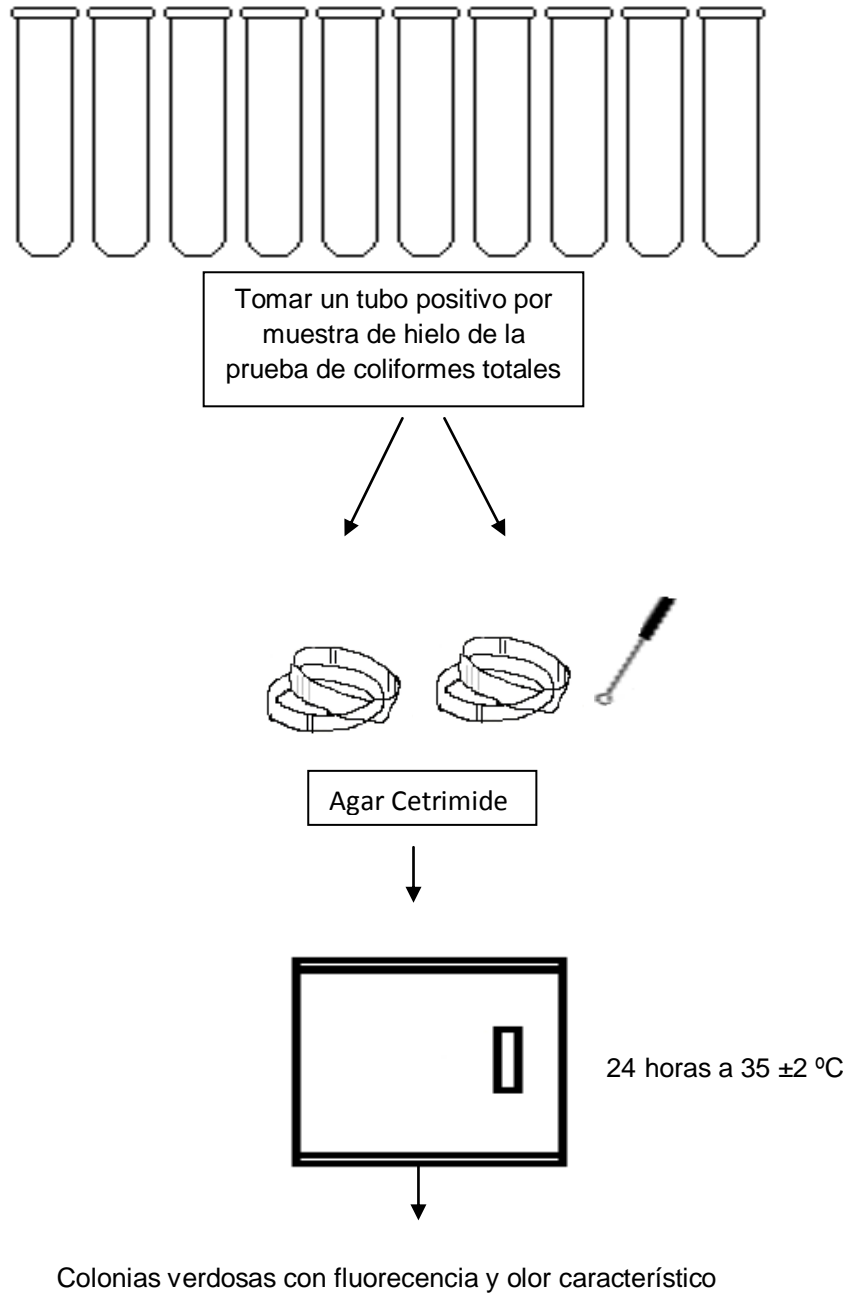 Tomar un tubo positivo por
muestra de hielo de la
prueba de coliformes totales
Agar Cetrimide
24 horas a 35 ±2 ºC
Colonias verdosas con fluorecencia y olor característico